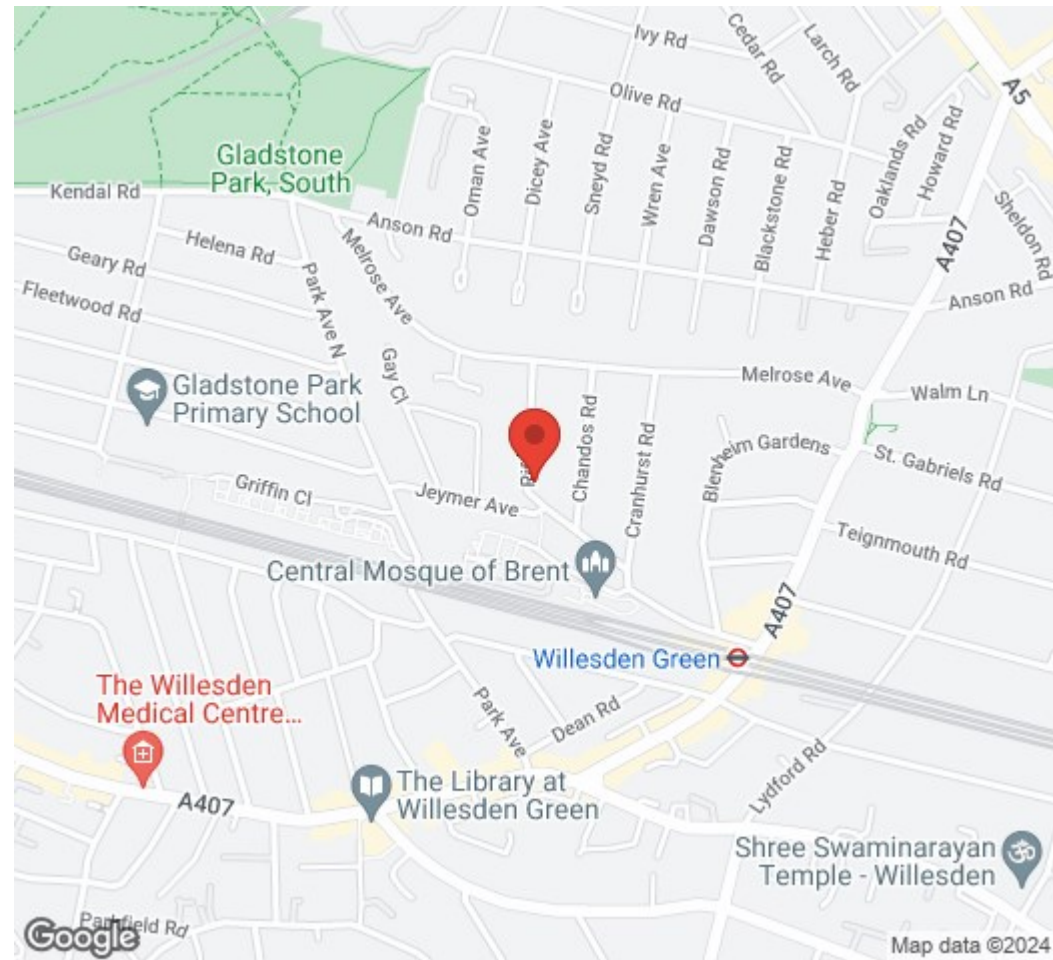 Ivy Rd
Cedar Rd
Larch Rd
Olive Rd
A5
Gladstone
Park, South
Kendal Rd
Oman Ave
Dicey Ave
Sneyd Rd
Wren Ave
Dawson Rd
Blackstone Rd
Heber Rd
Oaklands Rd
Howard Rd
Sheldon Rd
Anson Rd
Helena Rd
Melrose Ave
A407
Geary Rd
Park Ave N
Anson Rd
Fleetwood Rd
Gay Cl
Gladstone Park
Primary School
Melrose Ave
Walm Ln
Chandos Rd
Cranhurst Rd
Blenheim Gardens
St. Gabriels Rd
Griffin Cl
Jeymer Ave
Teignmouth Rd
Central Mosque of Brent
A407
Willesden Green
The Willesden
Medical Centre...
Park Ave
Dean Rd
Lydford Rd
A407
The Library at
Willesden Green
Shree Swaminarayan
Temple - Willesden
Parkfield Rd
Google
Map data ©2024